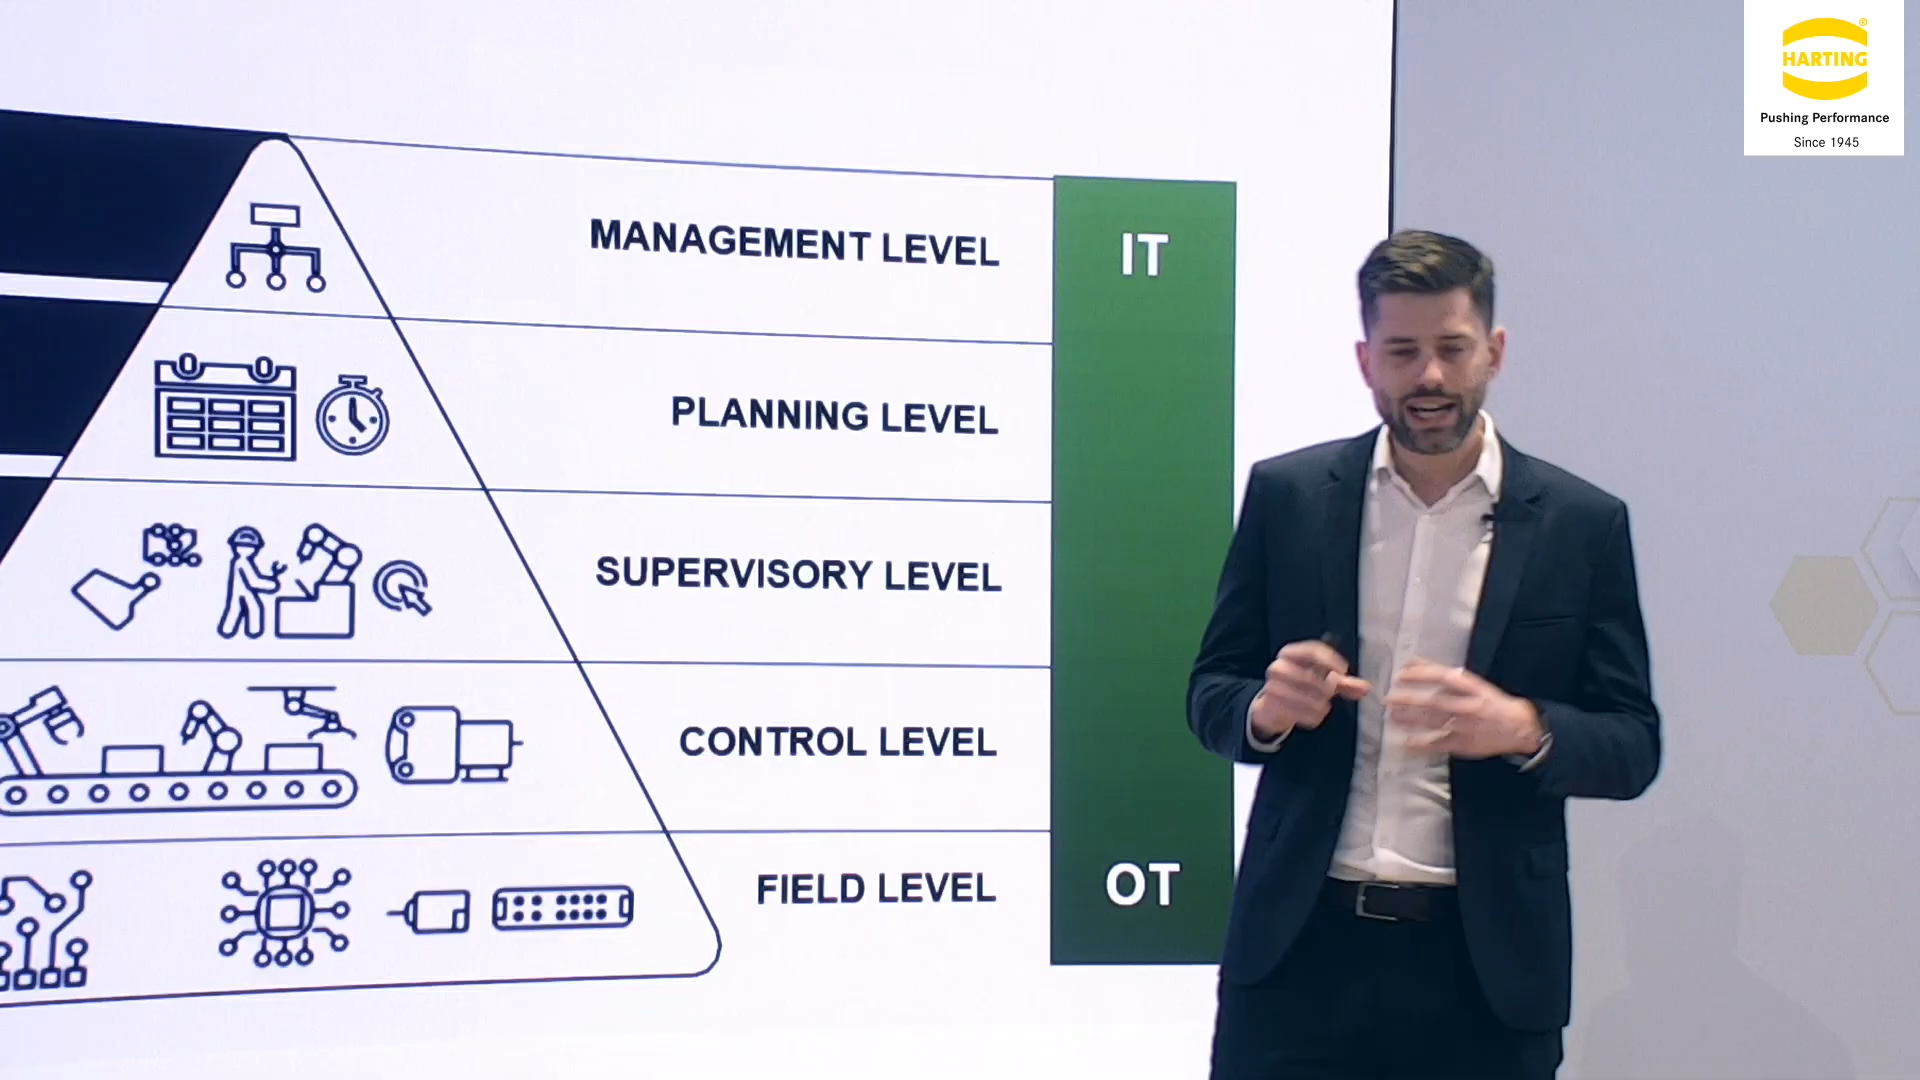 HARTING
®
Pushing Performance
Since 1945
MANAGEMENT LEVEL
IT
PLANNING LEVEL
SUPERVISORY LEVEL
CONTROL LEVEL
FIELD LEVEL
OT